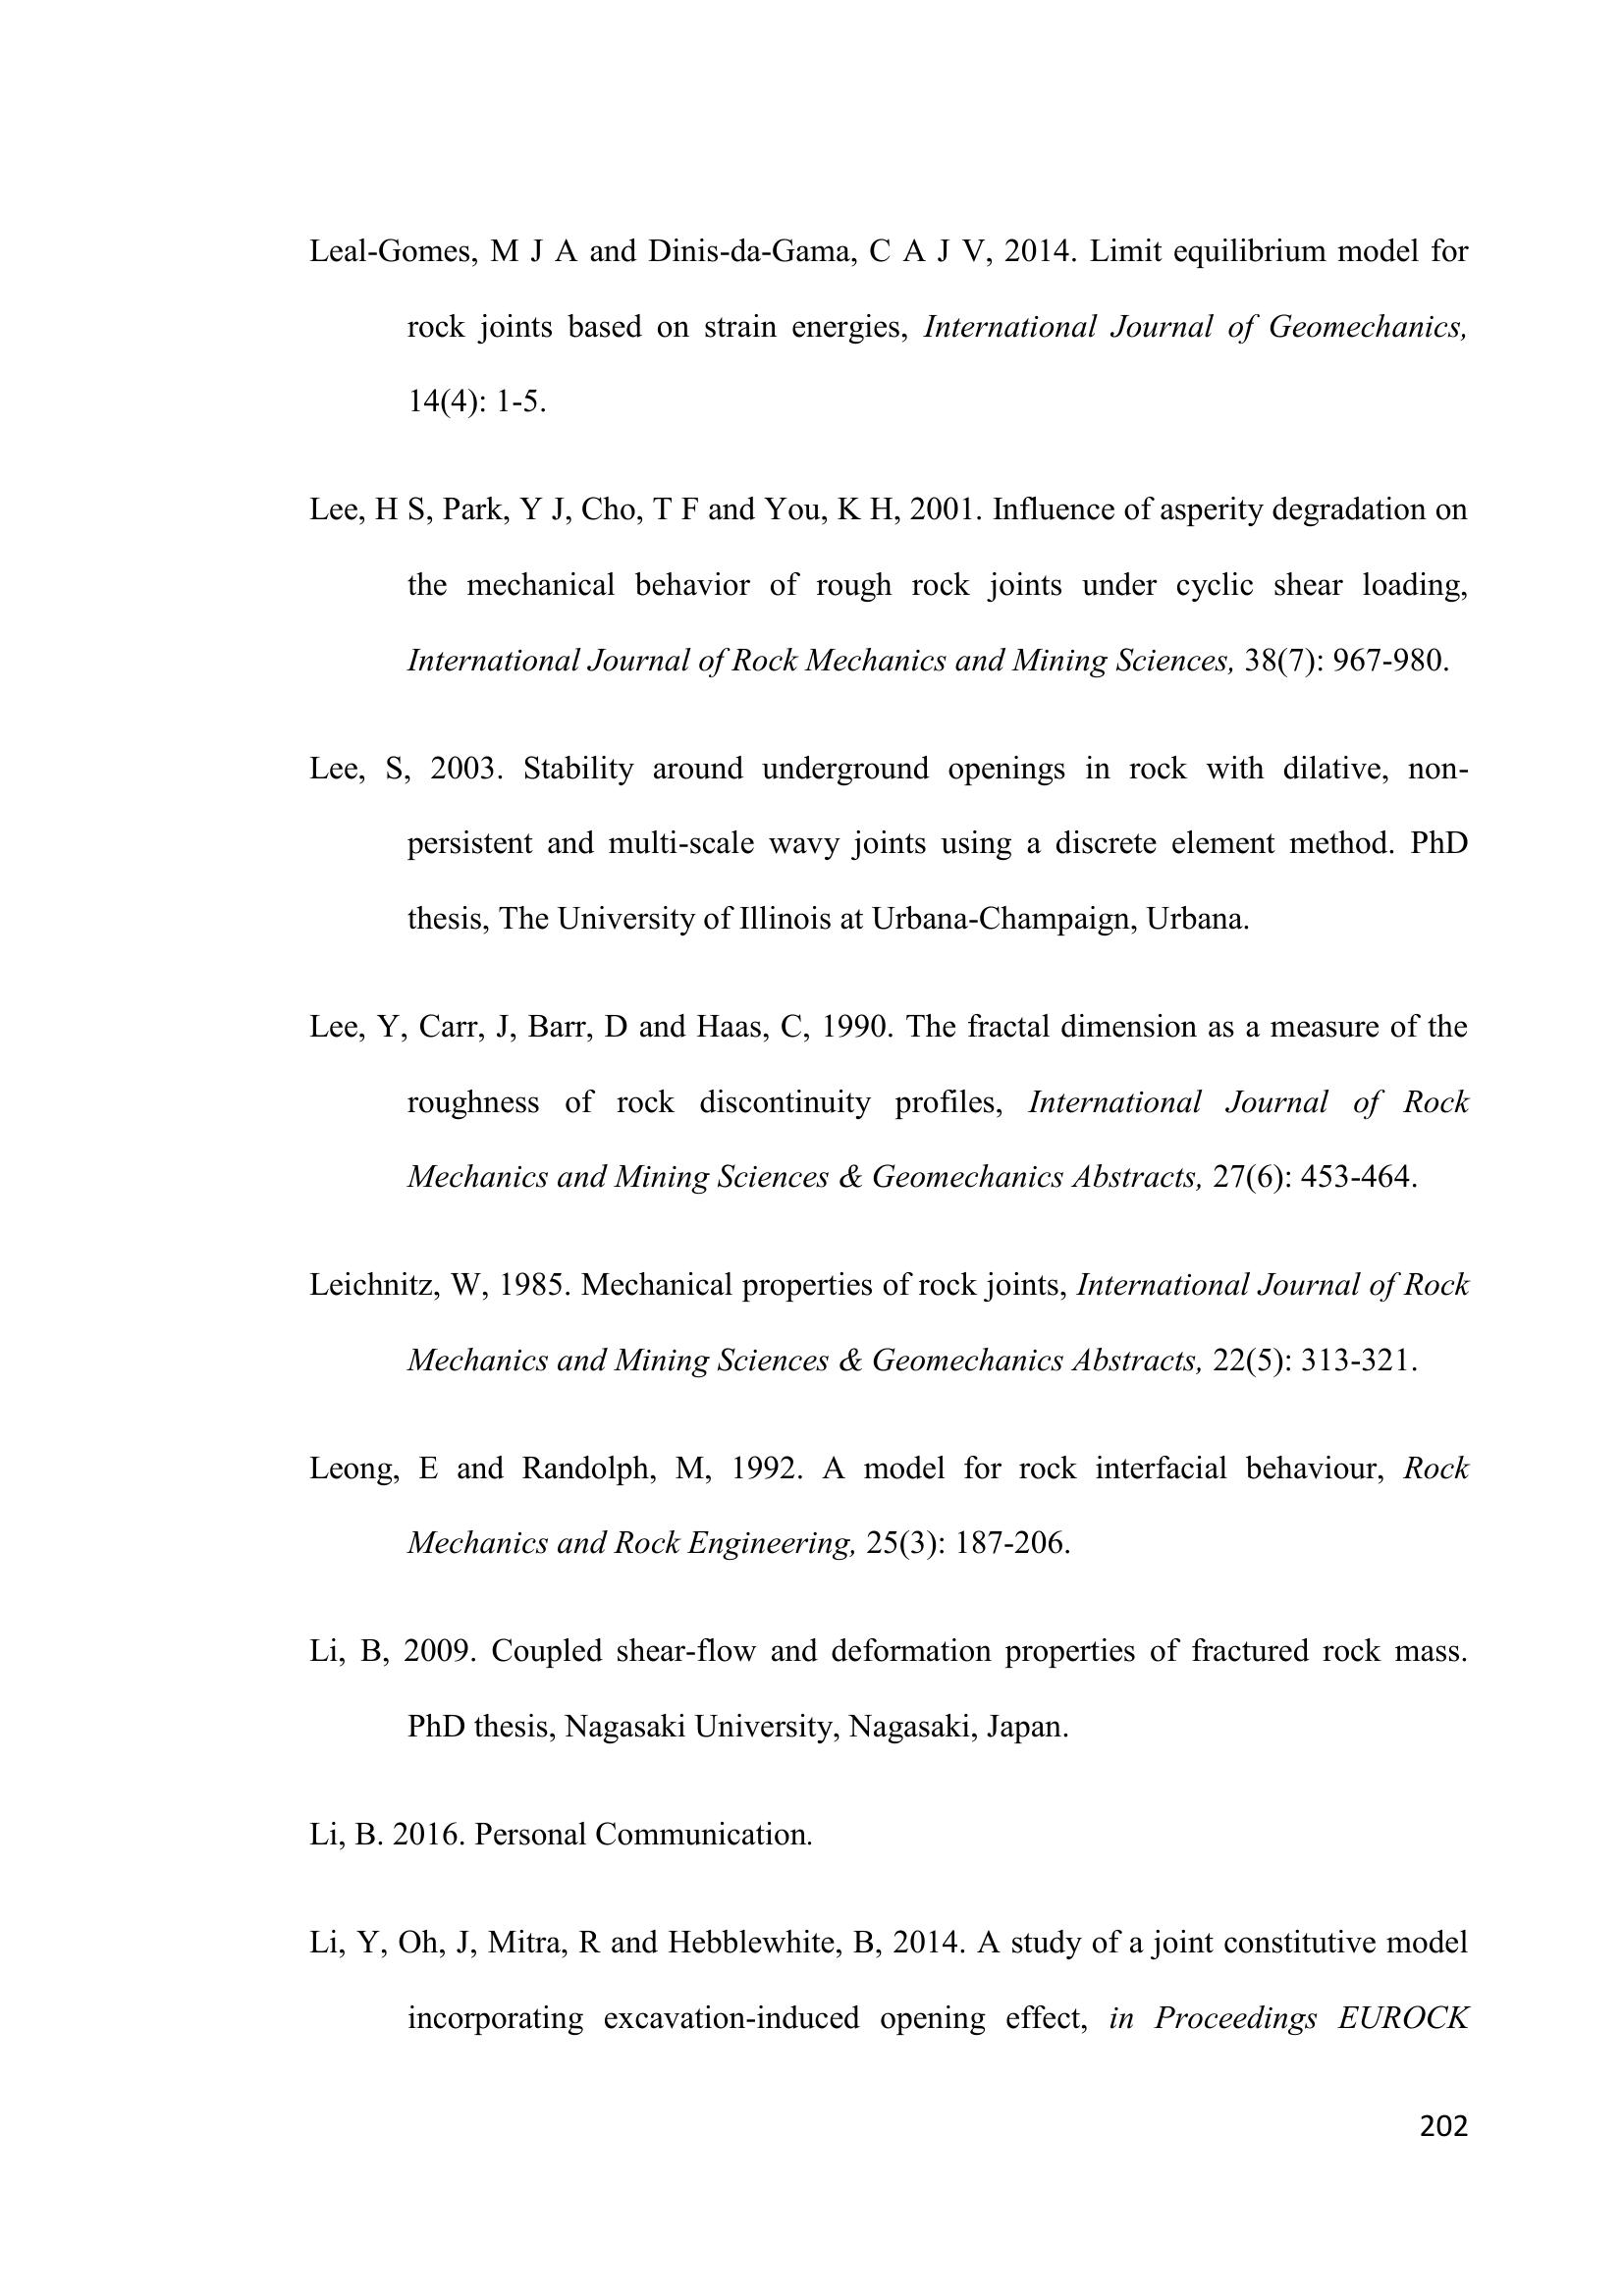 Leal-Gomes, M J A and Dinis-da-Gama, C A J V, 2014. Limit equilibrium model for
rock joints based on strain energies, International Journal of Geomechanics,
14(4): 1-5.
Lee, H S, Park, Y J, Cho, T F and You, K H, 2001. Influence of asperity degradation on
the mechanical behavior of rough rock joints under cyclic shear loading,
International Journal of Rock Mechanics and Mining Sciences, 38(7): 967-980.
Lee, S, 2003. Stability around underground openings in rock with dilative, non-
persistent and multi-scale wavy joints using a discrete element method. PhD
thesis, The University of Illinois at Urbana-Champaign, Urbana.
Lee, Y, Carr, J, Barr, D and Haas, C, 1990. The fractal dimension as a measure of the
roughness of rock discontinuity profiles, International Journal of Rock
Mechanics and Mining Sciences & Geomechanics Abstracts, 27(6): 453-464.
Leichnitz, W, 1985. Mechanical properties of rock joints, International Journal of Rock
Mechanics and Mining Sciences & Geomechanics Abstracts, 22(5): 313-321.
Leong, E and Randolph, M, 1992. A model for rock interfacial behaviour, Rock
Mechanics and Rock Engineering, 25(3): 187-206.
Li, B, 2009. Coupled shear-flow and deformation properties of fractured rock mass.
PhD thesis, Nagasaki University, Nagasaki, Japan.
Li, B. 2016. Personal Communication.
Li, Y, Oh, J, Mitra, R and Hebblewhite, B, 2014. A study of a joint constitutive model
incorporating excavation-induced opening effect, in Proceedings EUROCK
202